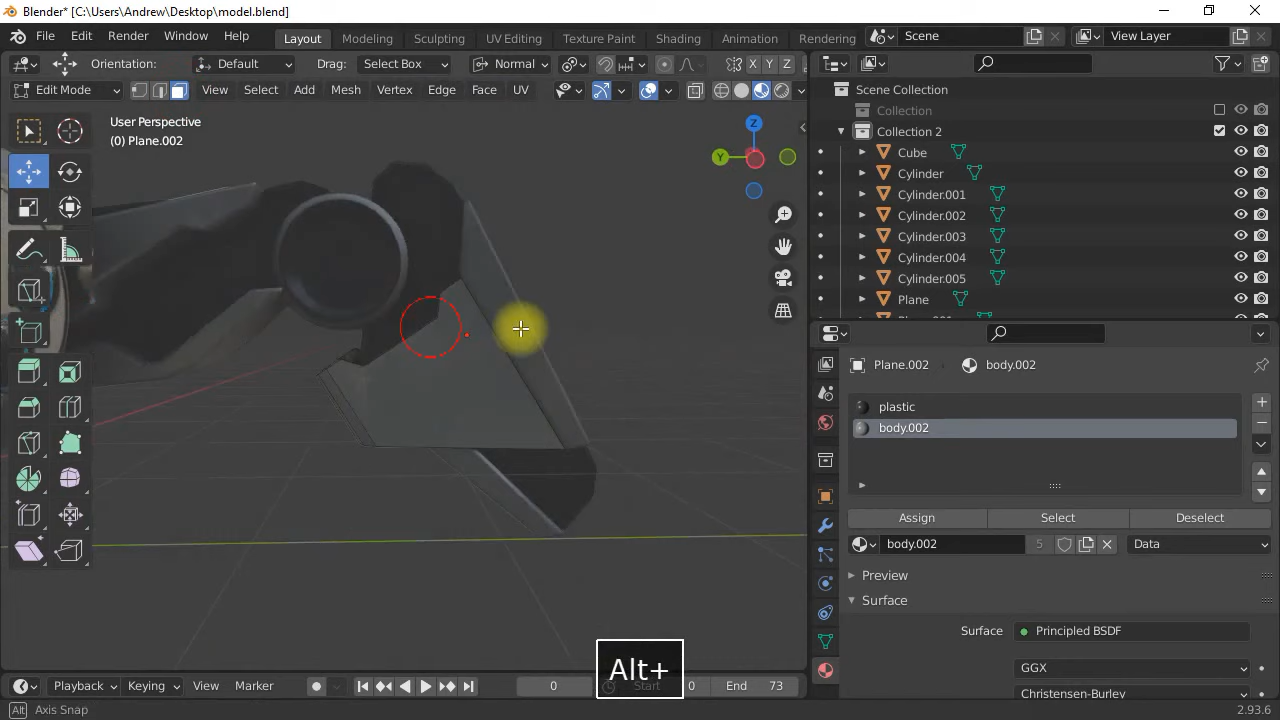 Blender* [C:\Users\Andrew\Desktop\model.blend]
File Edit Render Window Help Layout Modeling Sculpting UV Editing Texture Paint Shading Animation Rendering Scene View Layer
Orientation: Default Drag: Select Box Normal X Y Z
Edit Mode View Select Add Mesh Vertex Edge Face UV
Scene Collection
Collection
Collection 2
Cube
Cylinder
Cylinder.001
Cylinder.002
Cylinder.003
Cylinder.004
Cylinder.005
Plane
User Perspective
(0) Plane.002
Z
Y
Plane.002 › body.002
plastic
body.002
Assign Select Deselect
body.002 5 Data
Preview
Surface
Surface Principled BSDF
GGX
Christensen-Burley
Alt+
Playback Keying View Marker 0 Start 0 End 73
Alt Axis Snap 2.93.6